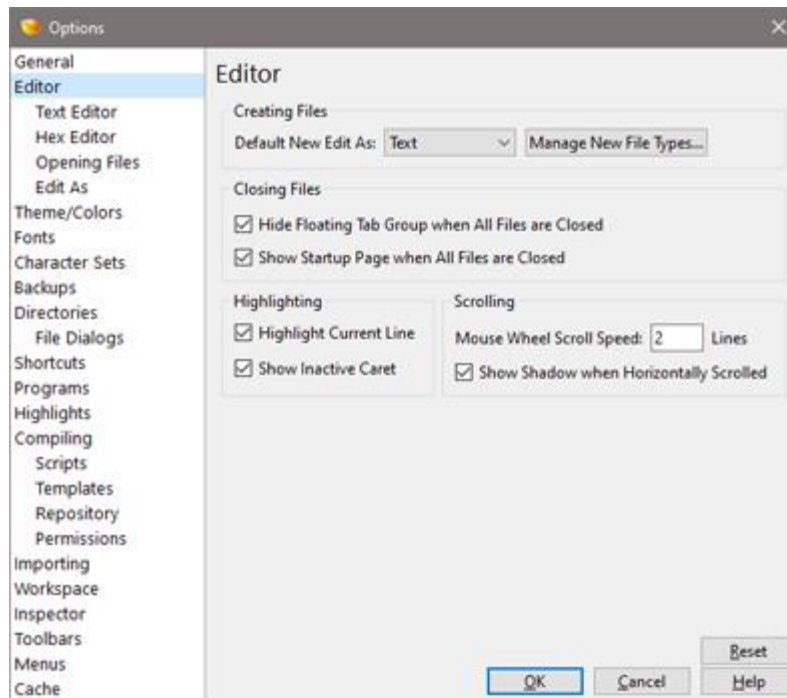 Options
General
Editor
Text Editor
Hex Editor
Opening Files
Edit As
Theme/Colors
Fonts
Character Sets
Backups
Directories
File Dialogs
Shortcuts
Programs
Highlights
Compiling
Scripts
Templates
Repository
Permissions
Importing
Workspace
Inspector
Toolbars
Menus
Cache
Editor
Creating Files
Default New Edit As: Text Manage New File Types...
Closing Files
Hide Floating Tab Group when All Files are Closed
Show Startup Page when All Files are Closed
Highlighting
Highlight Current Line
Show Inactive Caret
Scrolling
Mouse Wheel Scroll Speed: 2 Lines
Show Shadow when Horizontally Scrolled
Reset
OK Cancel Help